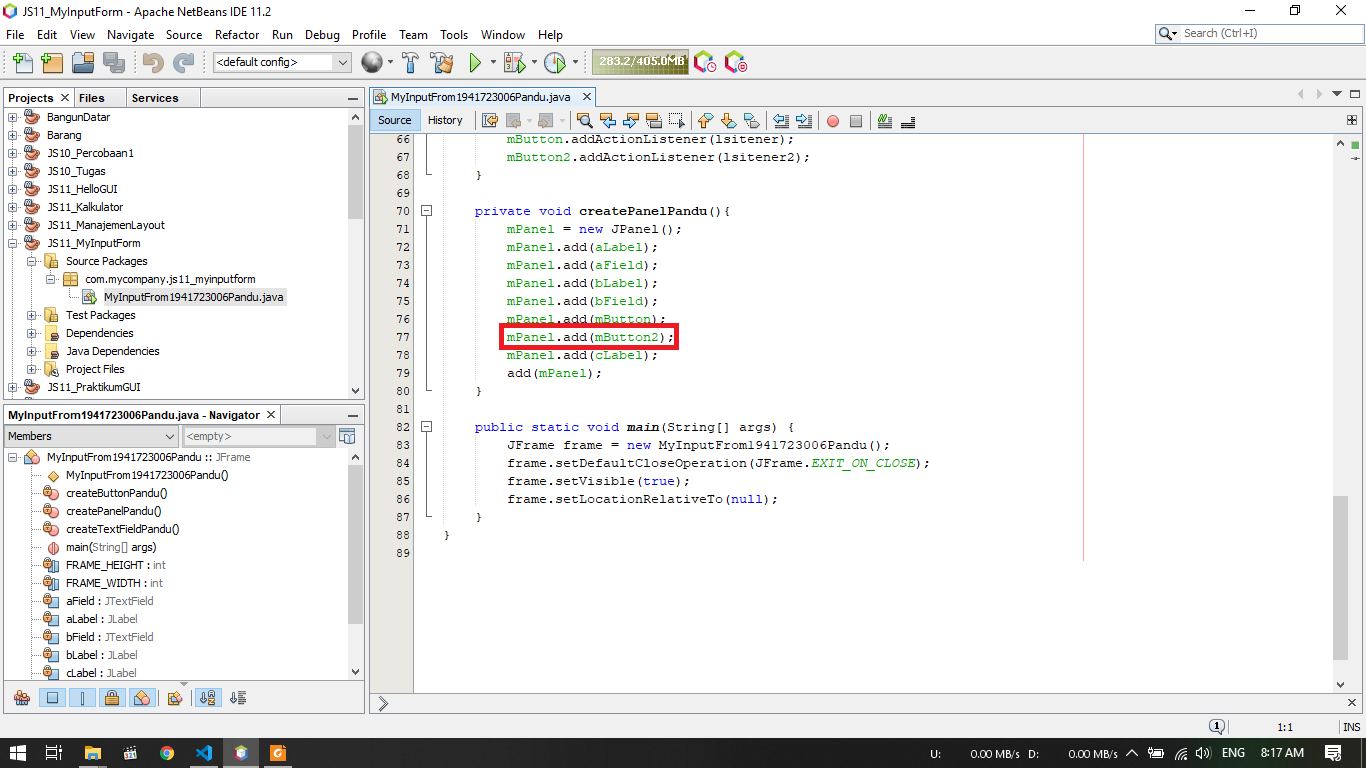 JS11_MyInputForm - Apache NetBeans IDE 11.2
File Edit View Navigate Source Refactor Run Debug Profile Team Tools Window Help
Search (Ctrl+I)
<default config>
283.2/405.0MB
Projects Files Services
BangunDatar
Barang
JS10_Percobaan1
JS10_Tugas
JS11_HelloGUI
JS11_Kalkulator
JS11_ManajemenLayout
JS11_MyInputForm
Source Packages
com.mycompany.js11_myinputform
MyInputFrom1941723006Pandu.java
Test Packages
Dependencies
Java Dependencies
Project Files
JS11_PraktikumGUI
MyInputFrom1941723006Pandu.java - Navigator
Members <empty>
MyInputFrom1941723006Pandu :: JFrame
MyInputFrom1941723006Pandu()
createButtonPandu()
createPanelPandu()
createTextFieldPandu()
main(String[] args)
FRAME_HEIGHT : int
FRAME_WIDTH : int
aField : JTextField
aLabel : JLabel
bField : JTextField
bLabel : JLabel
cLabel : JLabel
MyInputFrom1941723006Pandu.java
Source History
66 mButton.addActionListener(lsitener);
67 mButton2.addActionListener(lsitener2);
68 }
69
70 private void createPanelPandu(){
71 mPanel = new JPanel();
72 mPanel.add(aLabel);
73 mPanel.add(aField);
74 mPanel.add(bLabel);
75 mPanel.add(bField);
76 mPanel.add(mButton);
77 mPanel.add(mButton2);
78 mPanel.add(cLabel);
79 add(mPanel);
80 }
81
82 public static void main(String[] args) {
83 JFrame frame = new MyInputFrom1941723006Pandu();
84 frame.setDefaultCloseOperation(JFrame.EXIT_ON_CLOSE);
85 frame.setVisible(true);
86 frame.setLocationRelativeTo(null);
87 }
88 }
89
1 1:1 INS
U: 0.00 MB/s D: 0.00 MB/s ENG 8:17 AM